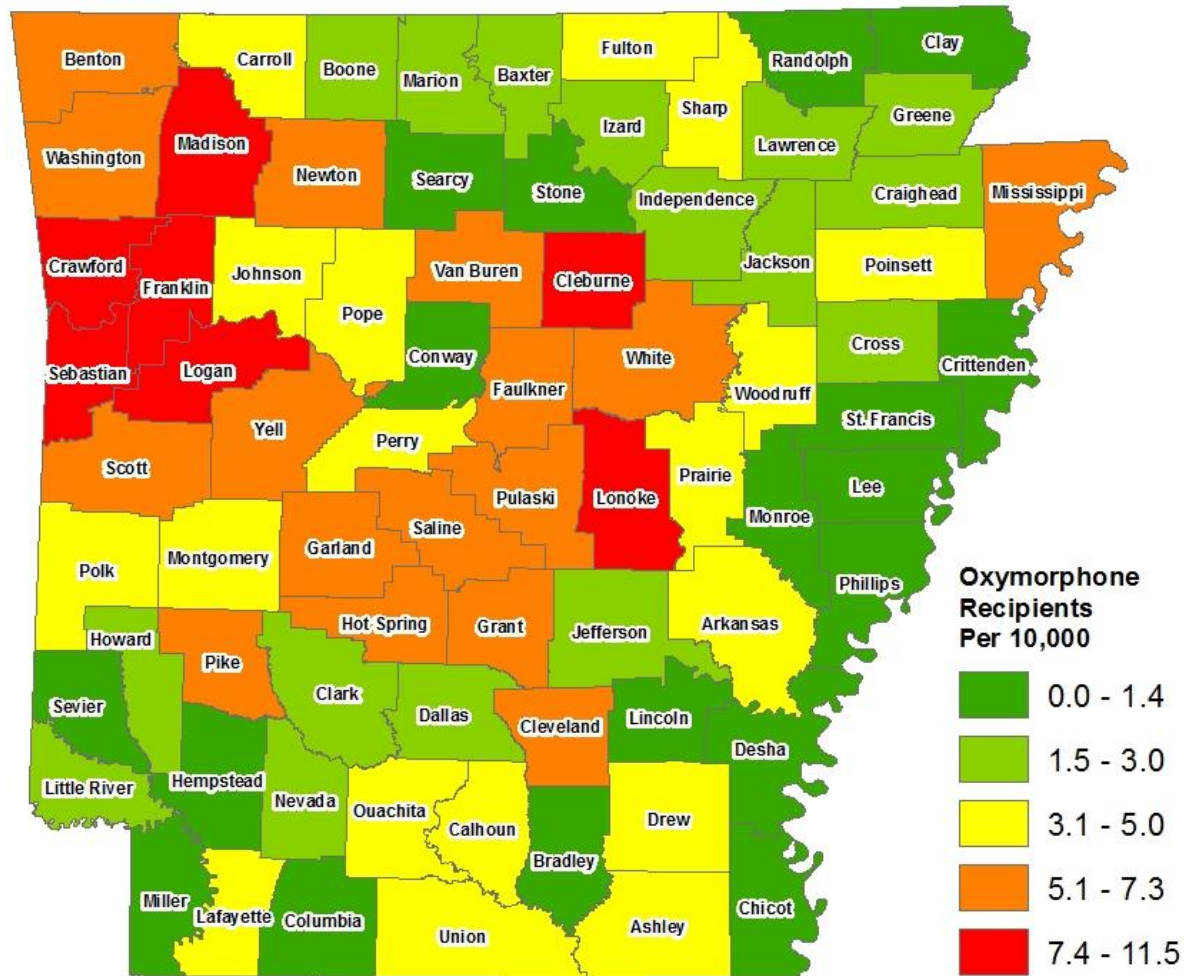 Benton
Carroll
Boone
Marion
Baxter
Fulton
Randolph
Clay
Sharp
Izard
Greene
Lawrence
Washington
Madison
Newton
Searcy
Stone
Independence
Craighead
Mississippi
Crawford
Franklin
Johnson
Pope
Van Buren
Cleburne
Jackson
Poinsett
Sebastian
Logan
Conway
Faulkner
White
Woodruff
Cross
Crittenden
St. Francis
Scott
Yell
Perry
Pulaski
Lonoke
Prairie
Monroe
Lee
Polk
Montgomery
Garland
Saline
Phillips
Howard
Pike
Hot Spring
Grant
Jefferson
Arkansas
Sevier
Clark
Dallas
Cleveland
Lincoln
Desha
Little River
Hempstead
Nevada
Ouachita
Calhoun
Bradley
Drew
Miller
Lafayette
Columbia
Union
Ashley
Chicot
Oxymorphone
Recipients
Per 10,000
0.0 - 1.4
1.5 - 3.0
3.1 - 5.0
5.1 - 7.3
7.4 - 11.5